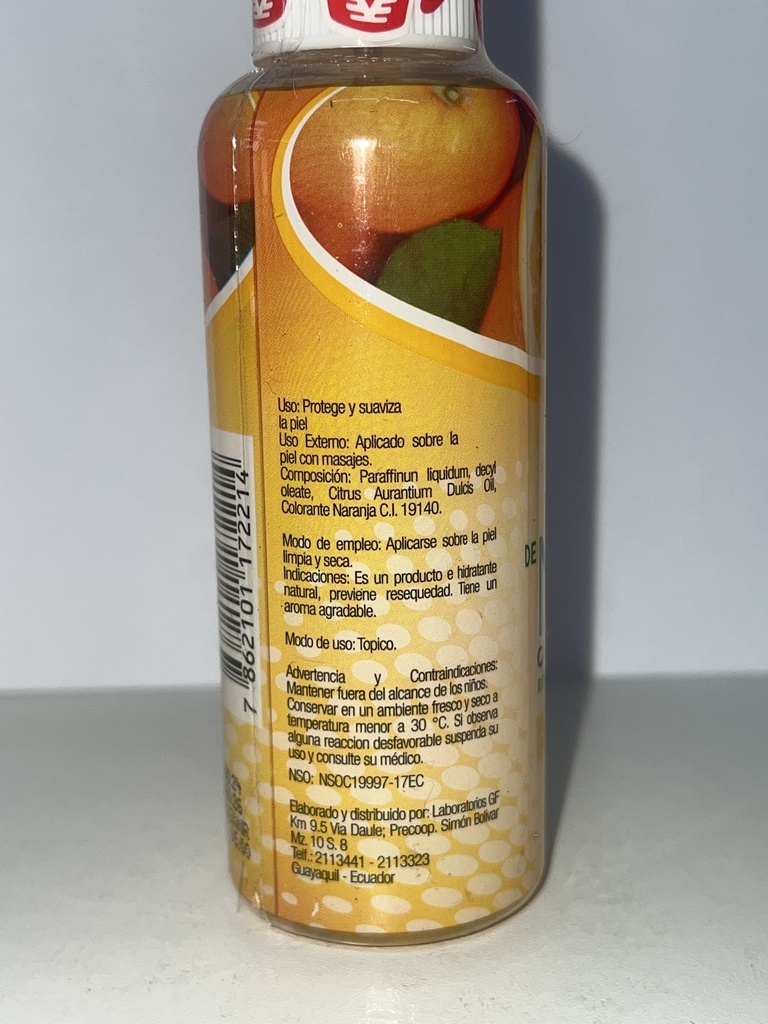 Uso: Protege y suaviza
la piel
Uso Externo: Aplicado sobre la
piel con masajes.
Composición: Paraffinun liquidum, decyl
oleate, Citrus Aurantium Dulcis Oil,
Colorante Naranja C.I. 19140.
Modo de empleo: Aplicarse sobre la piel
limpia y seca.
Indicaciones: Es un producto e hidratante
natural, previene resequedad. Tiene un
aroma agradable.
Modo de uso: Topico.
Advertencia y Contraindicaciones:
Mantener fuera del alcance de los niños.
Conservar en un ambiente fresco y seco a
temperatura menor a 30 °C. Si observa
alguna reaccion desfavorable suspenda su
uso y consulte su médico.
NSO: NSOC19997-17EC
Elaborado y distribuido por: Laboratorios GF
Km 9.5 Via Daule; Precoop. Simón Bolivar
Mz. 10 S. 8
Telf.: 2113441 - 2113323
Guayaquil - Ecuador
7 862101 172214
DE